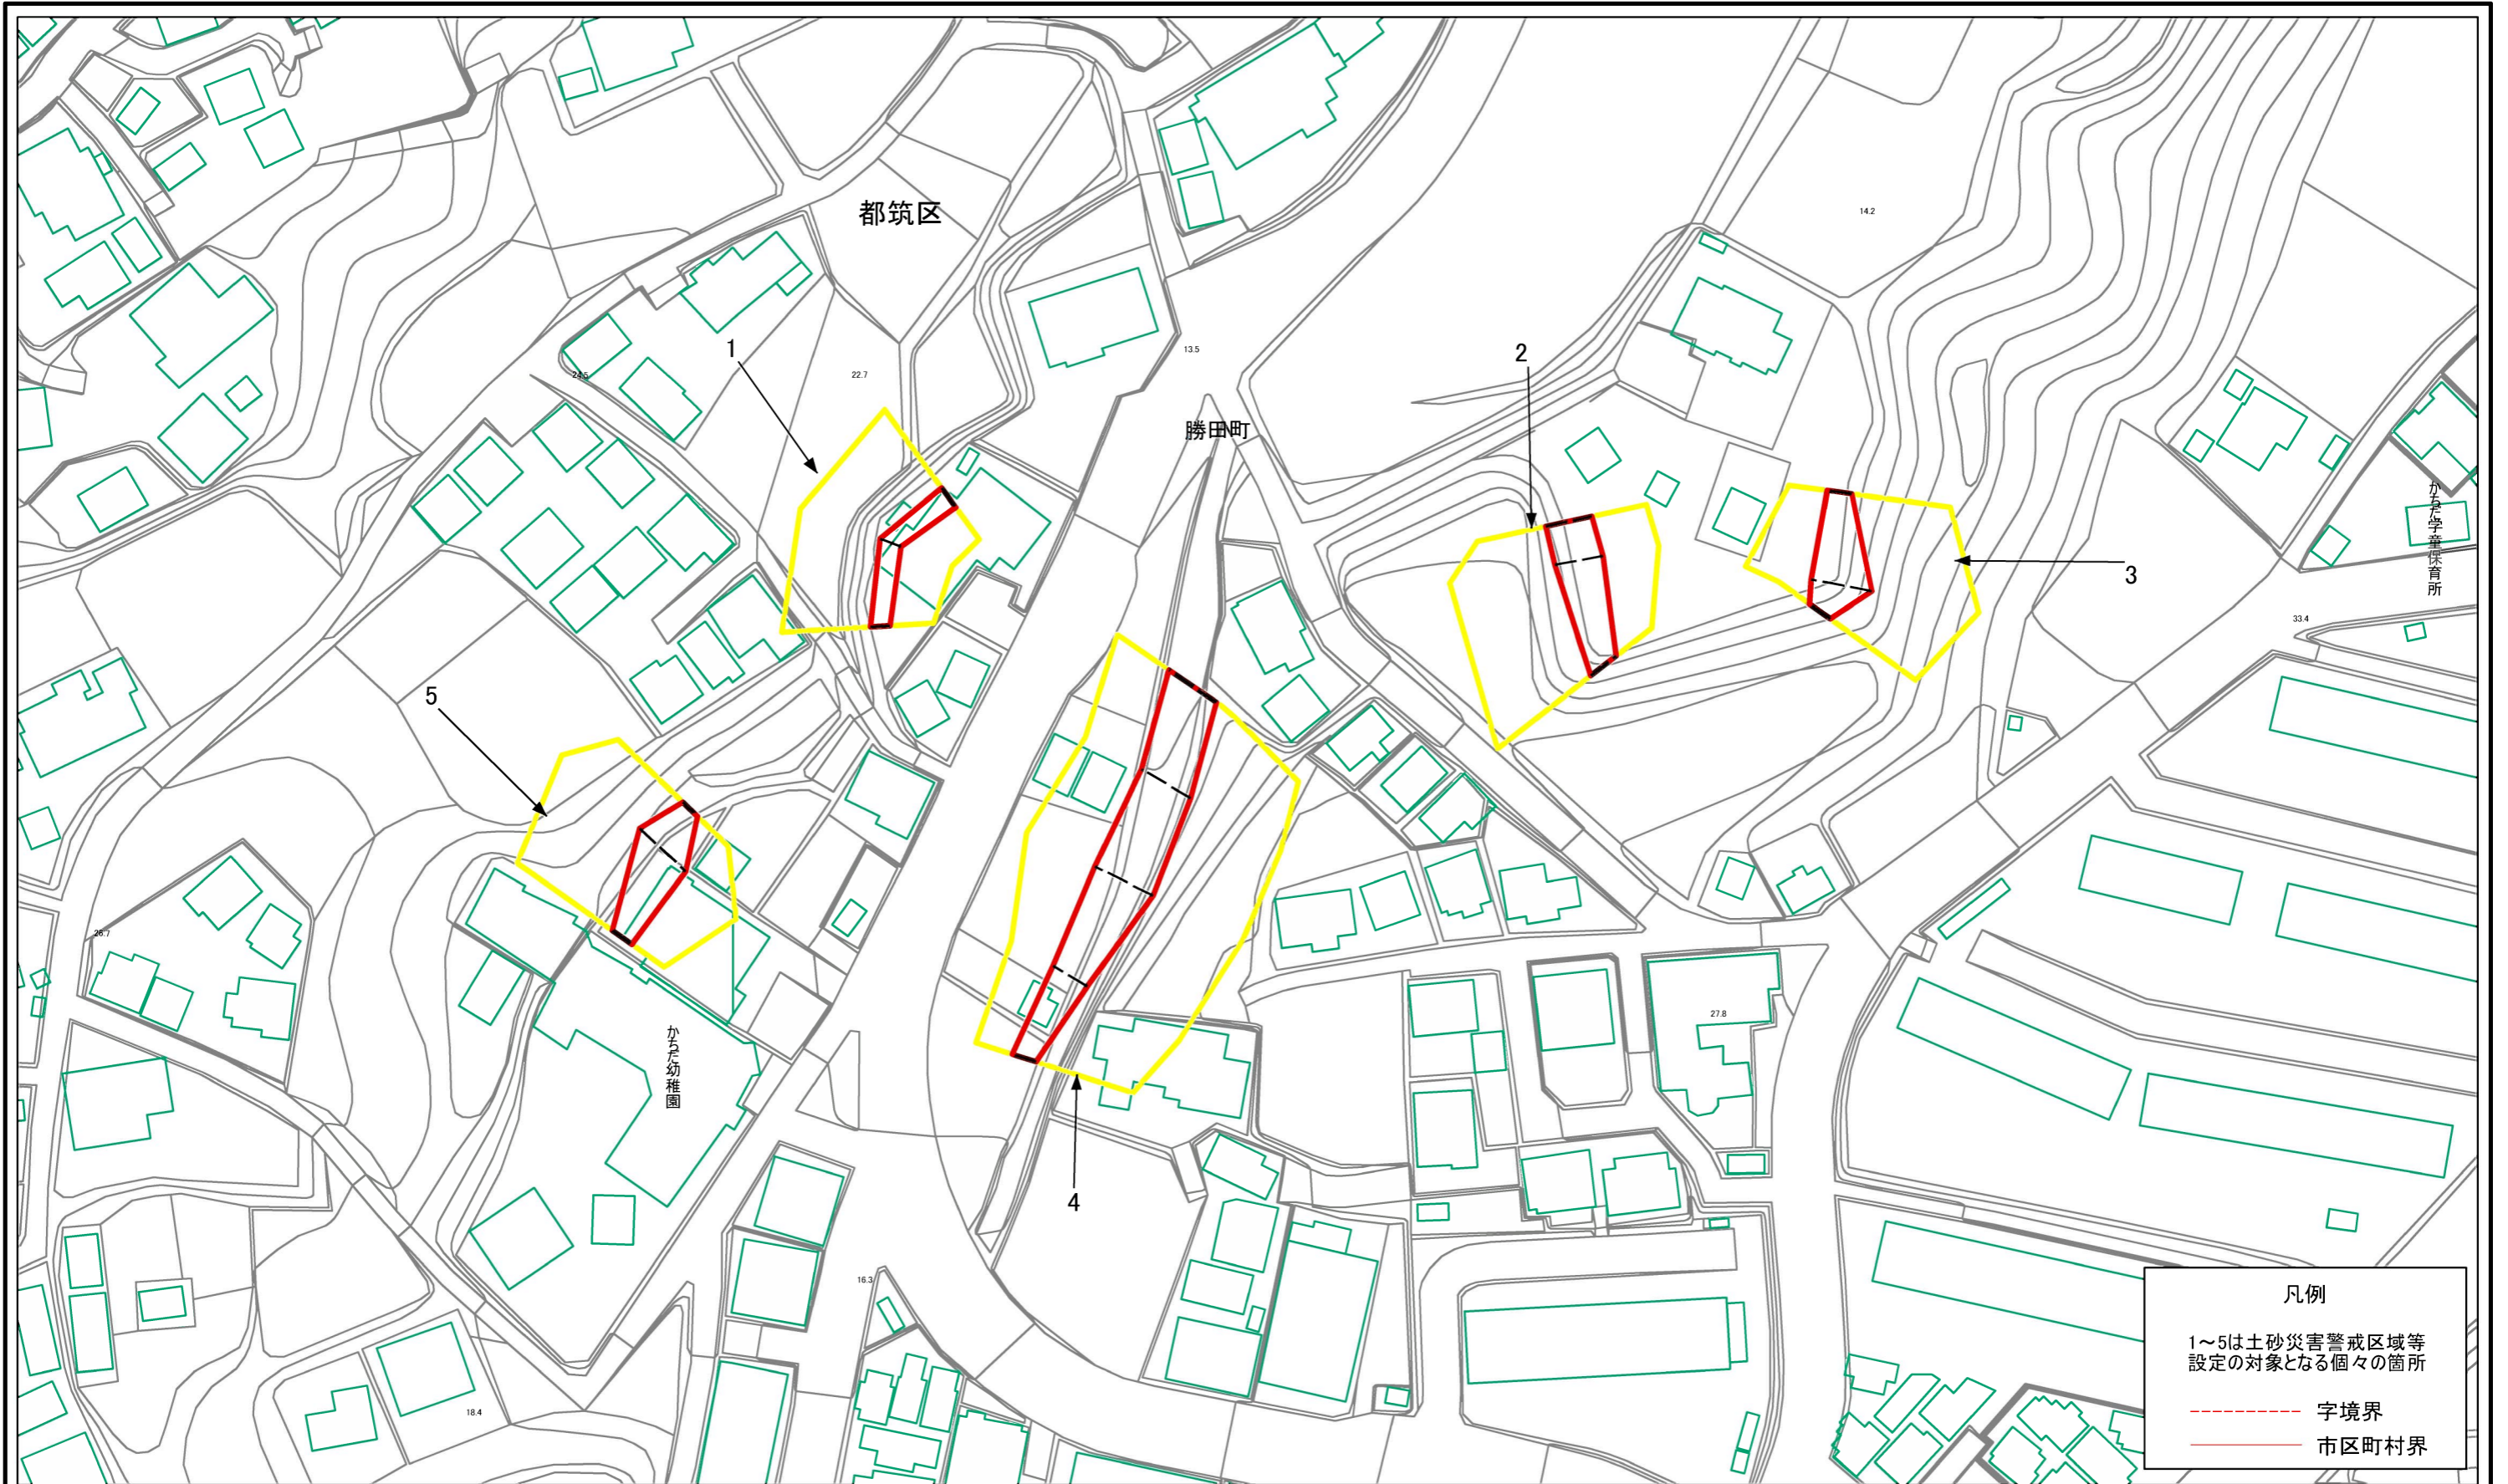 都筑区
14.2
1
2
13.5
22.7
24.5
勝田町
かちだ学童保育所
3
33.4
5
26.7
27.8
かちだ幼稚園
4
16.3
18.4
凡例
1～5は土砂災害警戒区域等
設定の対象となる個々の箇所
字境界
市区町村界